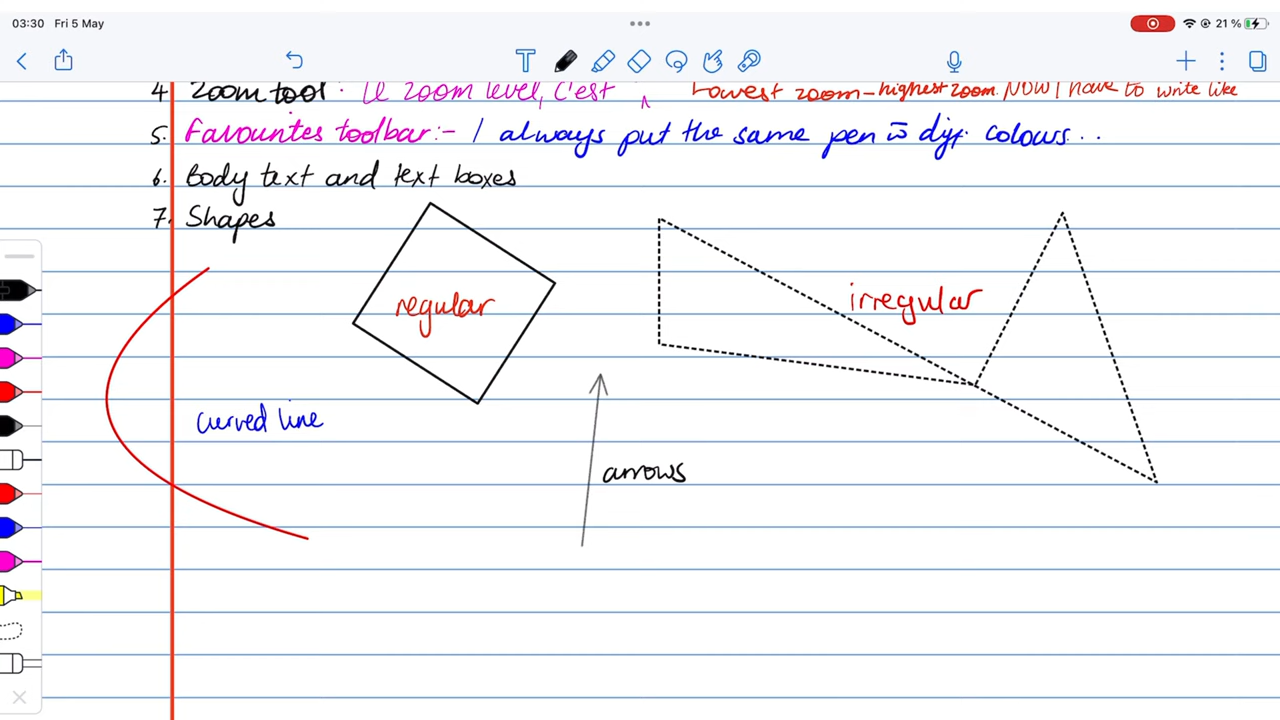 03:30 Fri 5 May
21 %
4. Zoom tool: Le zoom level, C'est Lowest zoom - highest zoom. Now I have to write like
5. Favourites toolbar:- I always put the same pen w̅ diff. colours...
6. Body text and text boxes
7. Shapes
regular
irregular
curved line
arrows